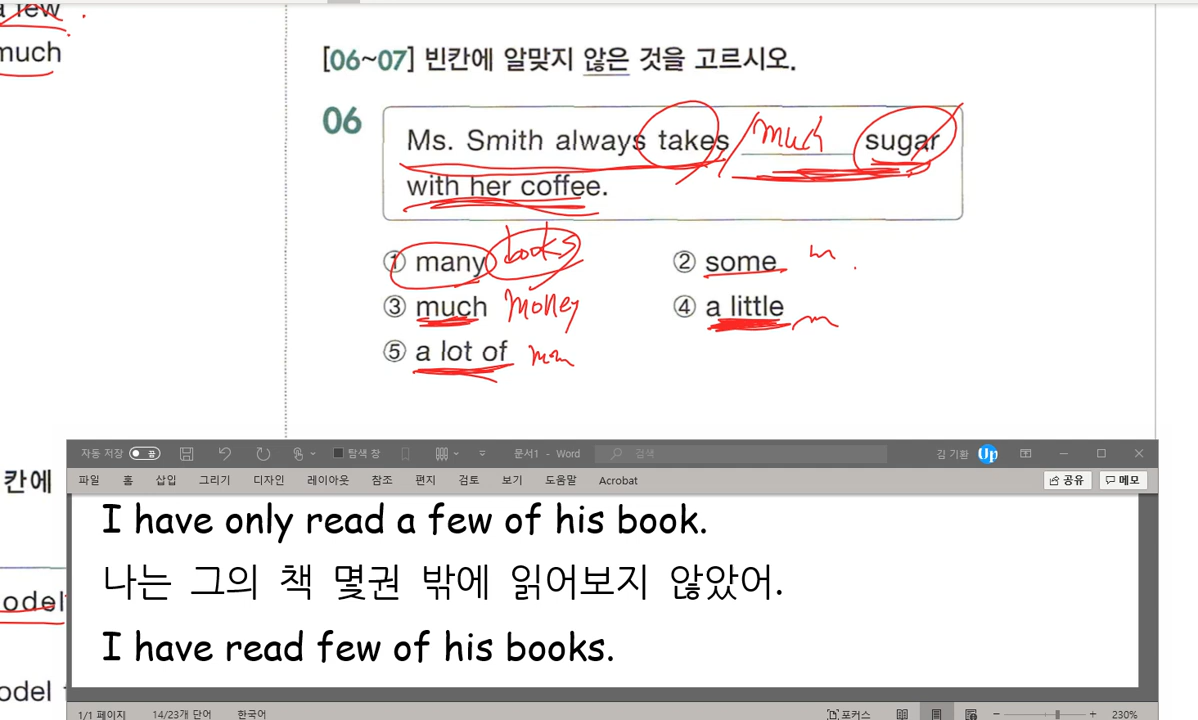 a few
much
[06~07] 빈칸에 알맞지 않은 것을 고르시오.
06
Ms. Smith always takes much sugar
with her coffee.
① many books
② some
③ much money
④ a little
⑤ a lot of
칸에
odel
odel
자동 저장 끔 탐색 창 문서1 - Word 검색 김 기환 Up
파일 홈 삽입 그리기 디자인 레이아웃 참조 편지 검토 보기 도움말 Acrobat 공유 메모
I have only read a few of his book.
나는 그의 책 몇권 밖에 읽어보지 않았어.
I have read few of his books.
1/1 페이지 14/23개 단어 한국어 포커스 230%